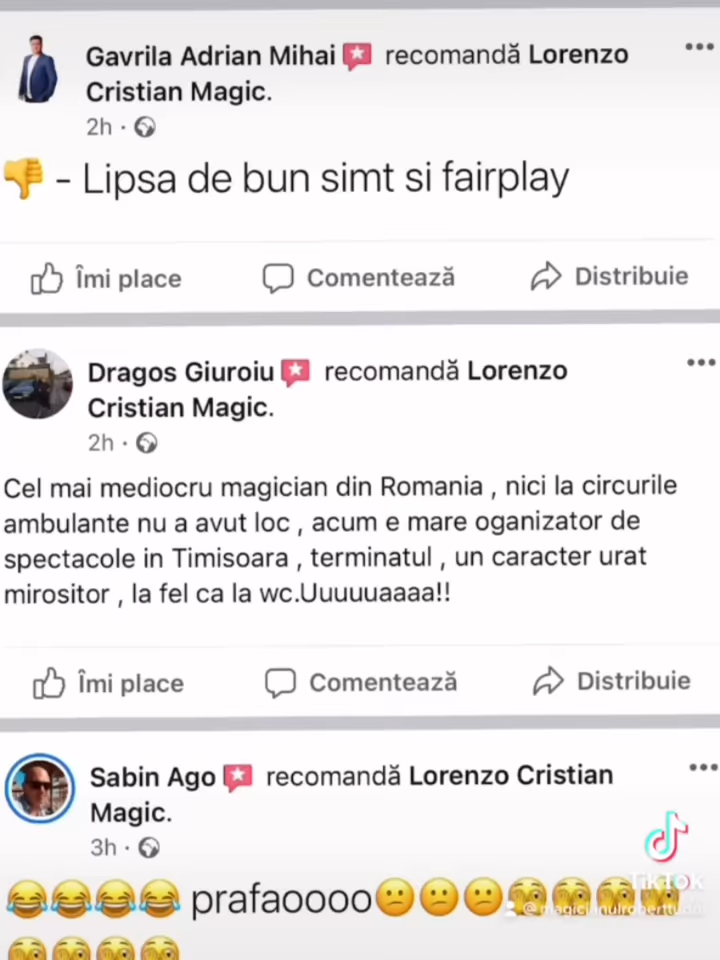 Gavrila Adrian Mihai recomandă Lorenzo
Cristian Magic.
2h ·
👎 - Lipsa de bun simt si fairplay
Îmi place Comentează Distribuie
Dragos Giuroiu recomandă Lorenzo
Cristian Magic.
2h ·
Cel mai mediocru magician din Romania , nici la circurile
ambulante nu a avut loc , acum e mare oganizator de
spectacole in Timisoara , terminatul , un caracter urat
mirositor , la fel ca la wc.Uuuuuaaaa!!
Îmi place Comentează Distribuie
Sabin Ago recomandă Lorenzo Cristian
Magic.
3h ·
😂😂😂😂 prafaoooo😕😕😕🫣🫣🫣🫣
🫣🫣🫣🫣
TikTok